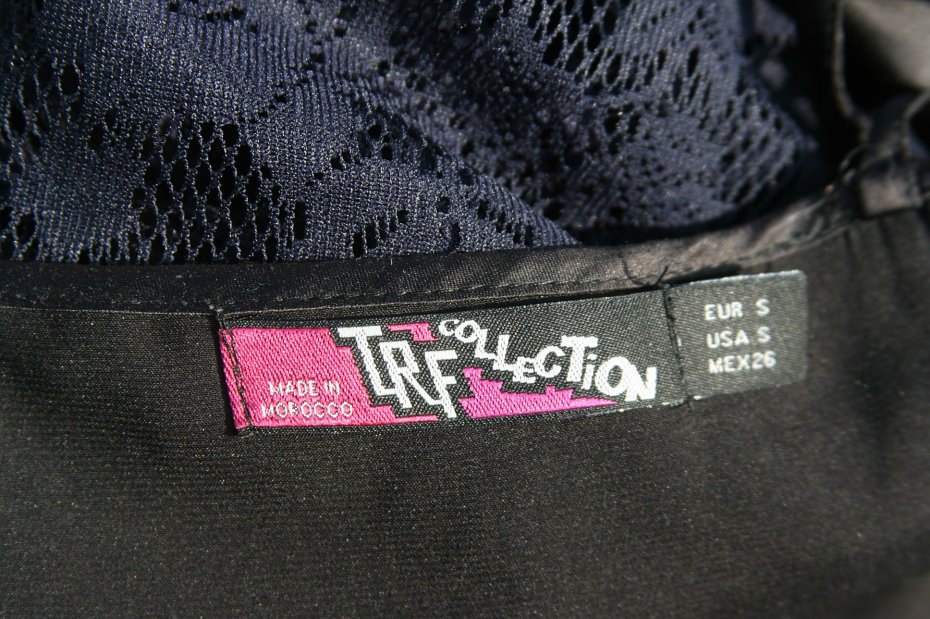 MADE IN
MOROCCO
TRF COLLECTION
EUR S
USA S
MEX26